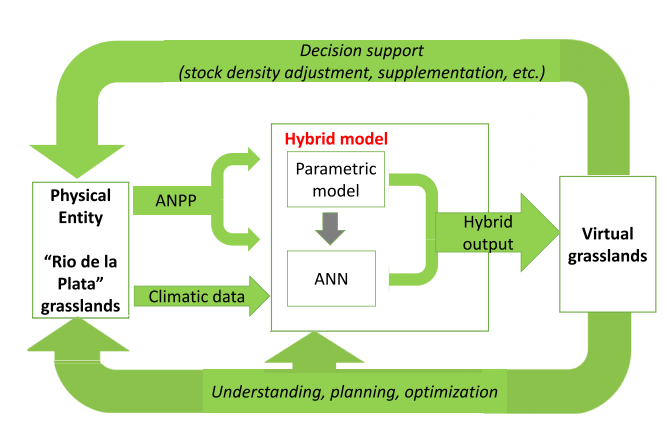 Decision support
(stock density adjustment, supplementation, etc.)
Hybrid model
Parametric
model
Physical
Entity
“Rio de la
Plata”
grasslands
ANPP
Climatic data
ANN
Hybrid
output
Virtual
grasslands
Understanding, planning, optimization